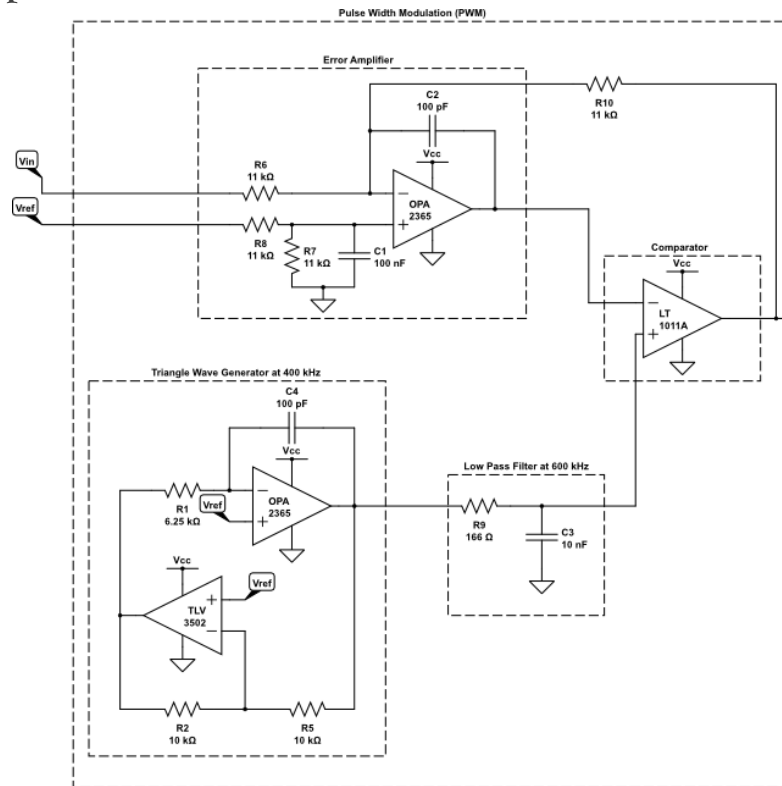 Pulse Width Modulation (PWM)
Error Amplifier
C2
100 pF
R10
11 kΩ
Vin
Vcc
R6
11 kΩ
−
OPA
2365
+
Vref
R8
11 kΩ
R7
11 kΩ
C1
100 nF
Comparator
Vcc
−
LT
1011A
+
Triangle Wave Generator at 400 kHz
C4
100 pF
Vcc
R1
6.25 kΩ
−
OPA
2365
+
Vref
Low Pass Filter at 600 kHz
R9
166 Ω
C3
10 nF
Vcc
Vref
+
TLV
3502
−
R2
10 kΩ
R5
10 kΩ